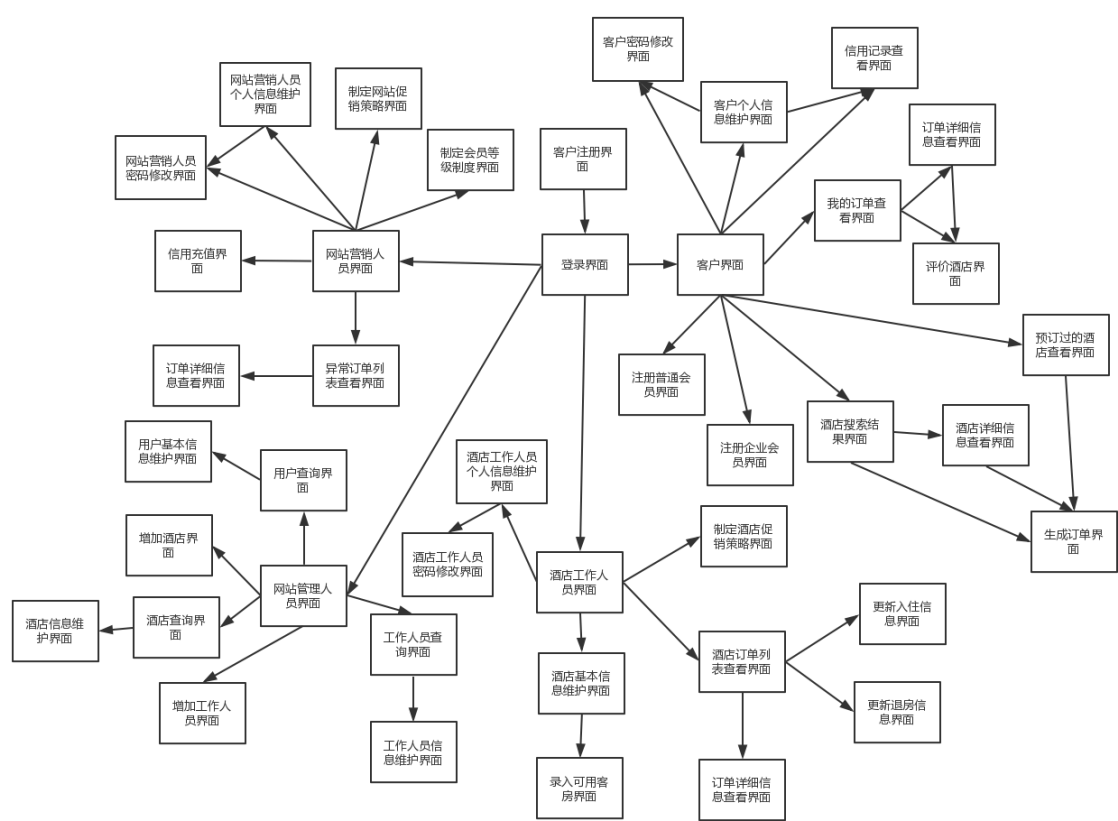 客户密码修改
界面
信用记录查
看界面
网站营销人员
个人信息维护
界面
制定网站促
销策略界面
客户个人信
息维护界面
订单详细信
息查看界面
网站营销人员
密码修改界面
制定会员等
级制度界面
客户注册界
面
我的订单查
看界面
信用充值界
面
网站营销人
员界面
登录界面
客户界面
评价酒店界
面
预订过的酒
店查看界面
订单详细信
息查看界面
异常订单列
表查看界面
注册普通会
员界面
酒店搜索结
果界面
酒店详细信
息查看界面
用户基本信
息维护界面
用户查询界
面
酒店工作人员
个人信息维护
界面
注册企业会
员界面
增加酒店界
面
酒店工作人员
密码修改界面
制定酒店促
销策略界面
生成订单界
面
网站管理人
员界面
酒店工作人
员界面
酒店信息维
护界面
酒店查询界
面
工作人员查
询界面
更新入住信
息界面
酒店订单列
表查看界面
增加工作人
员界面
酒店基本信
息维护界面
更新退房信
息界面
工作人员信
息维护界面
录入可用客
房界面
订单详细信
息查看界面